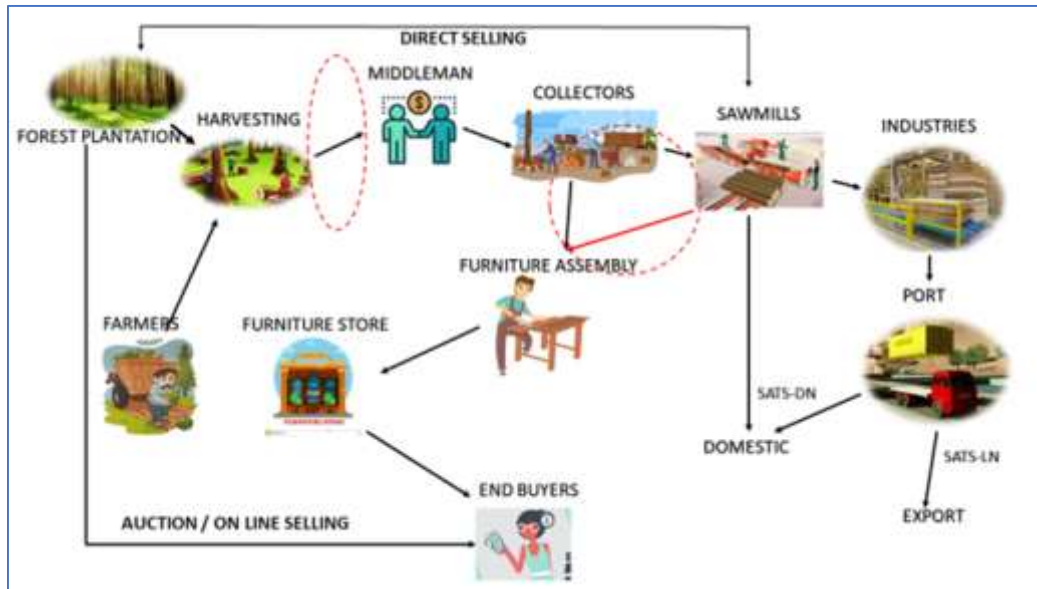 DIRECT SELLING
MIDDLEMAN
COLLECTORS
SAWMILLS
INDUSTRIES
FOREST PLANTATION
HARVESTING
FURNITURE ASSEMBLY
PORT
FARMERS
FURNITURE STORE
SATS-DN
DOMESTIC
SATS-LN
END BUYERS
EXPORT
AUCTION / ON LINE SELLING